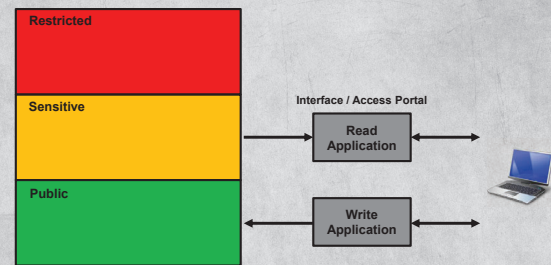 Restricted
Sensitive
Interface / Access Portal
Read
Application
Public
Write
Application